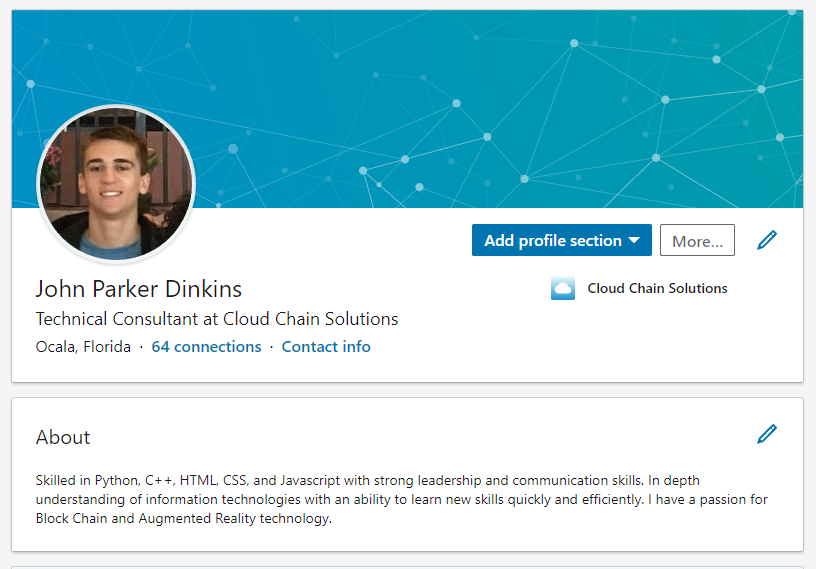 Add profile section
More...
John Parker Dinkins
Cloud Chain Solutions
Technical Consultant at Cloud Chain Solutions
Ocala, Florida · 64 connections · Contact info
About
Skilled in Python, C++, HTML, CSS, and Javascript with strong leadership and communication skills. In depth
understanding of information technologies with an ability to learn new skills quickly and efficiently. I have a passion for
Block Chain and Augmented Reality technology.